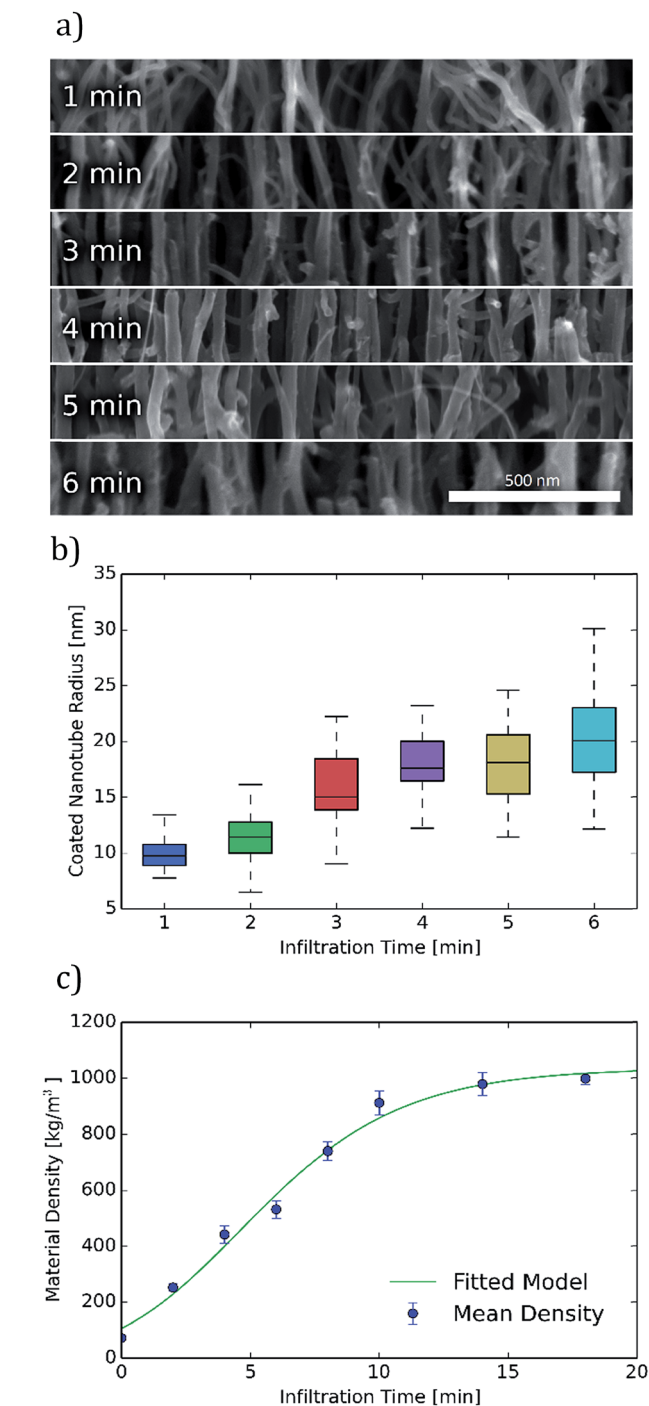 a)
1 min
2 min
3 min
4 min
5 min
6 min
500 nm
b)
35
30
25
20
15
10
5
Coated Nanotube Radius [nm]
1 2 3 4 5 6
Infiltration Time [min]
c)
1200
1000
800
600
400
200
0
Material Density [kg/m³]
Fitted Model
Mean Density
0 5 10 15 20
Infiltration Time [min]